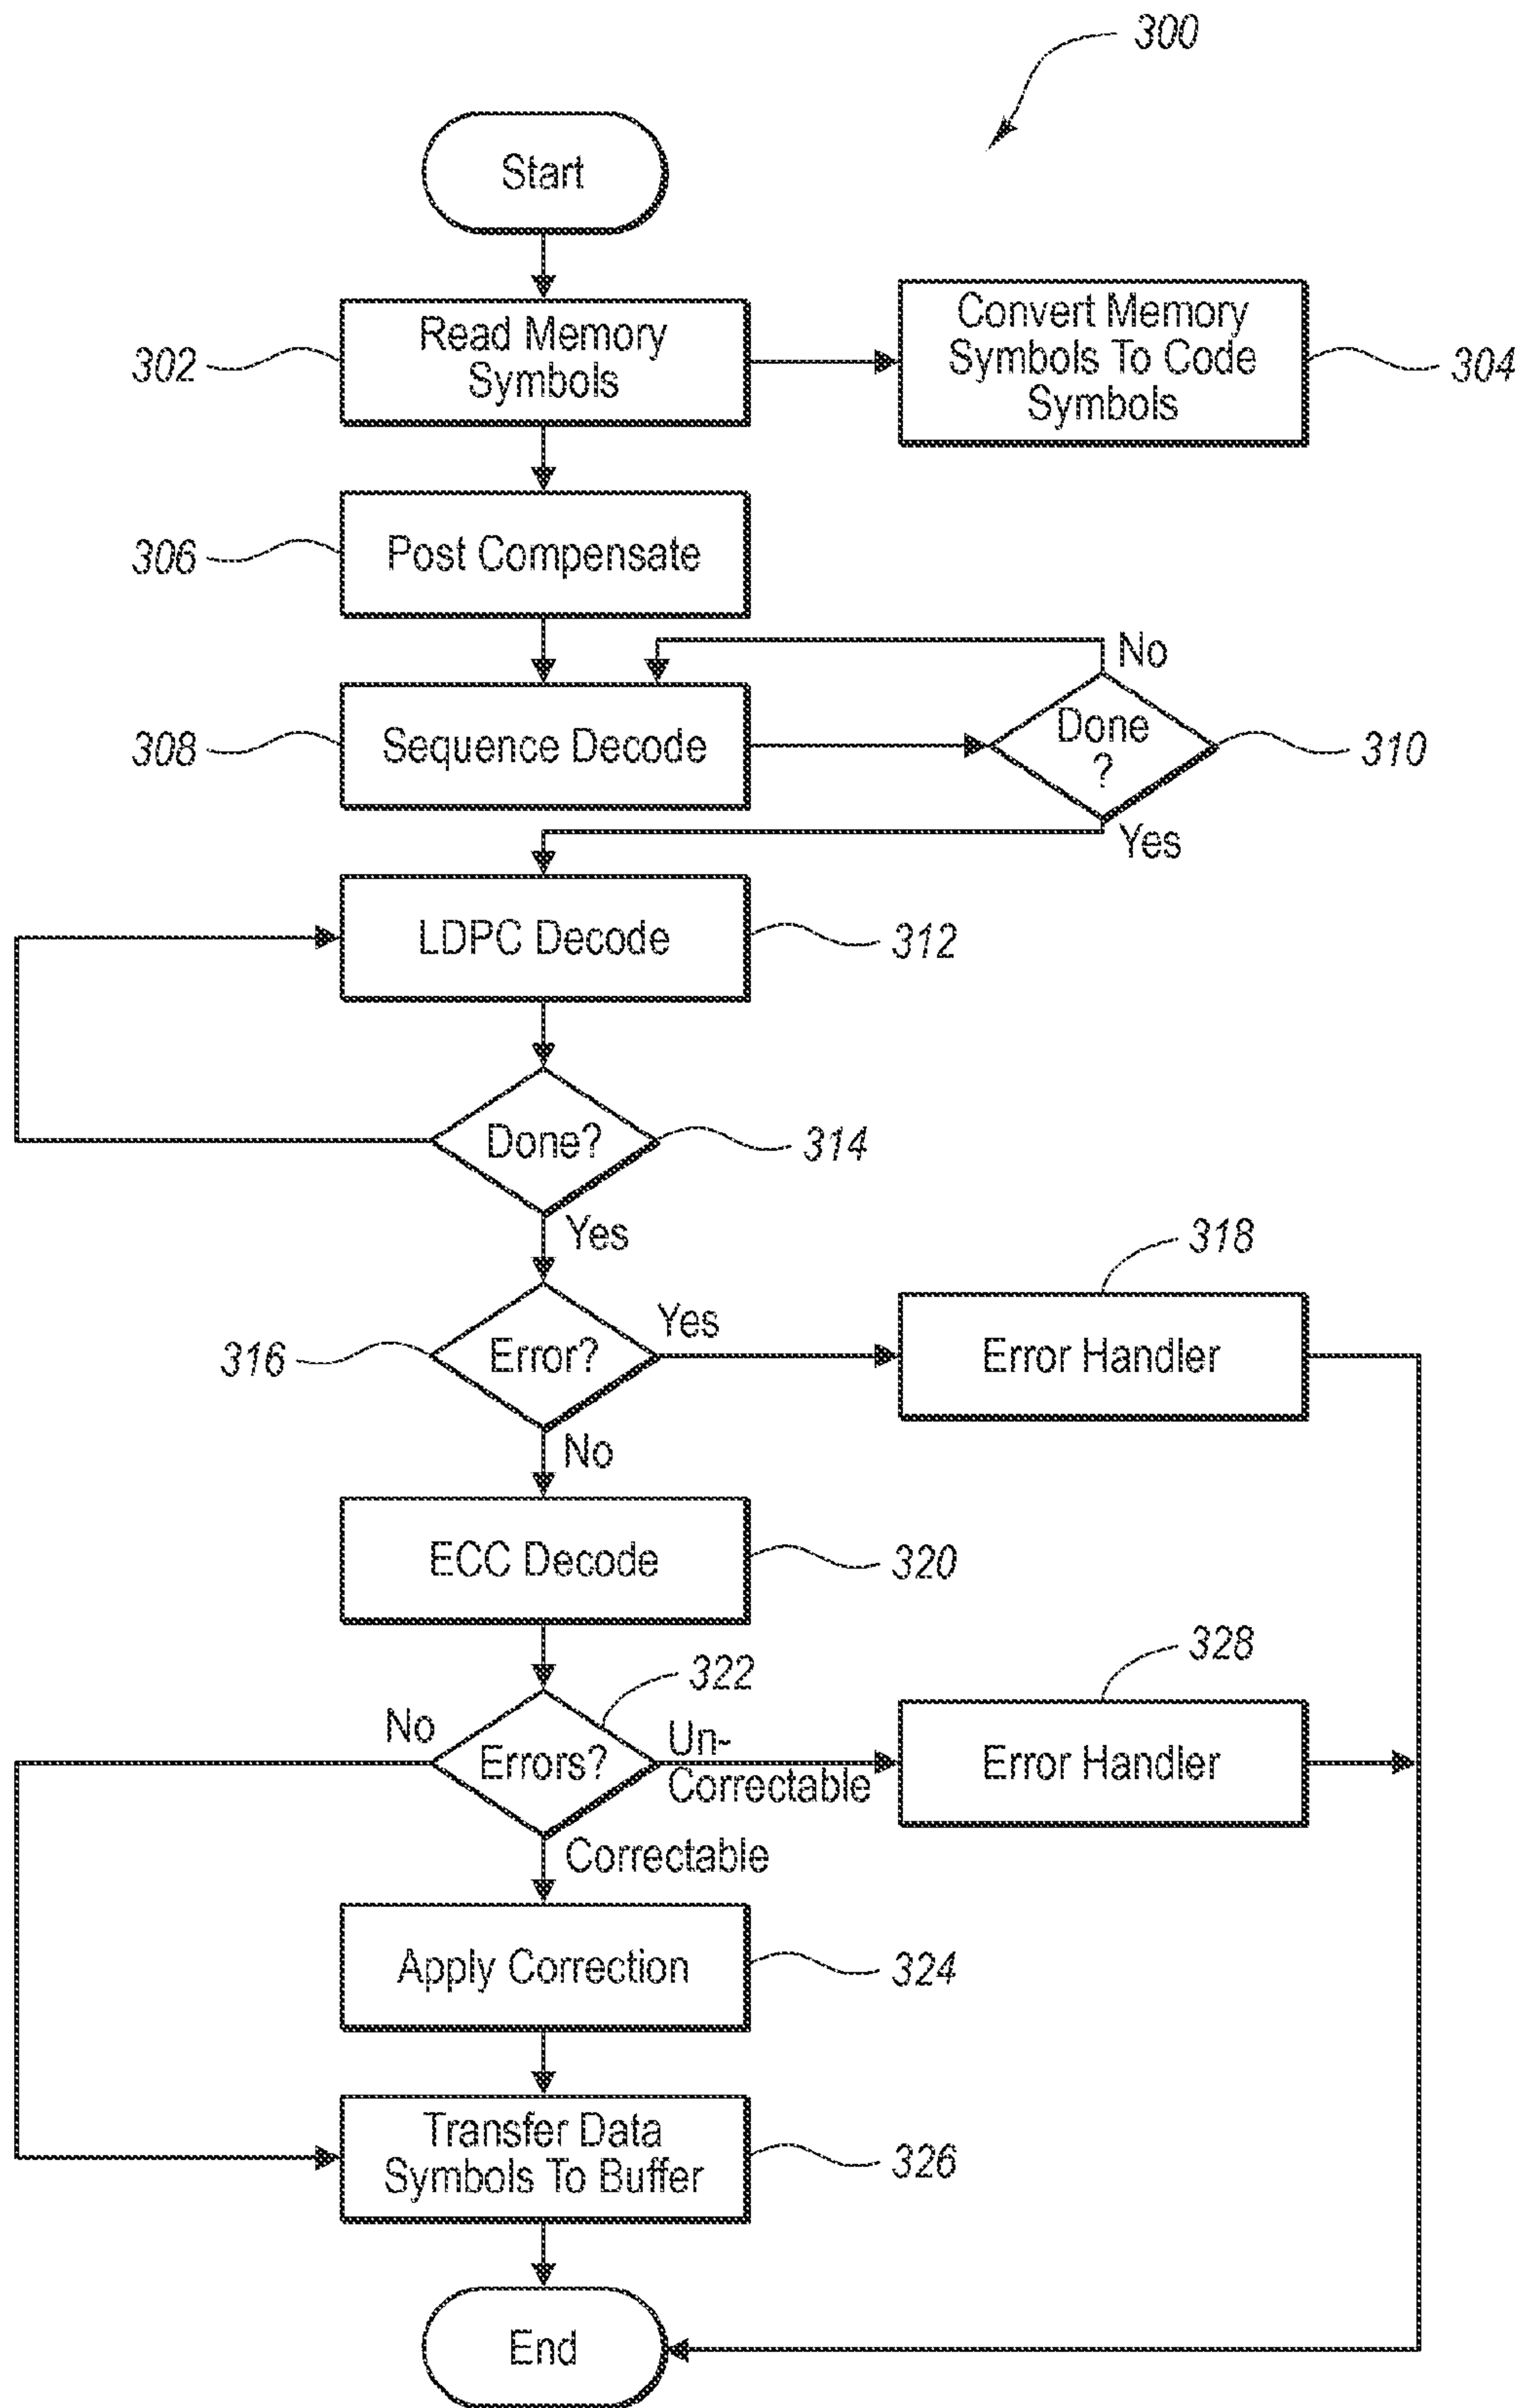 300
Start
302
Read Memory
Symbols
Convert Memory
Symbols To Code
Symbols
304
306
Post Compensate
No
308
Sequence Decode
Done
?
310
Yes
LDPC Decode
312
Done?
314
Yes
318
316
Error?
Yes
Error Handler
No
ECC Decode
320
322
328
No
Errors?
Un-
Correctable
Error Handler
Correctable
Apply Correction
324
Transfer Data
Symbols To Buffer
326
End